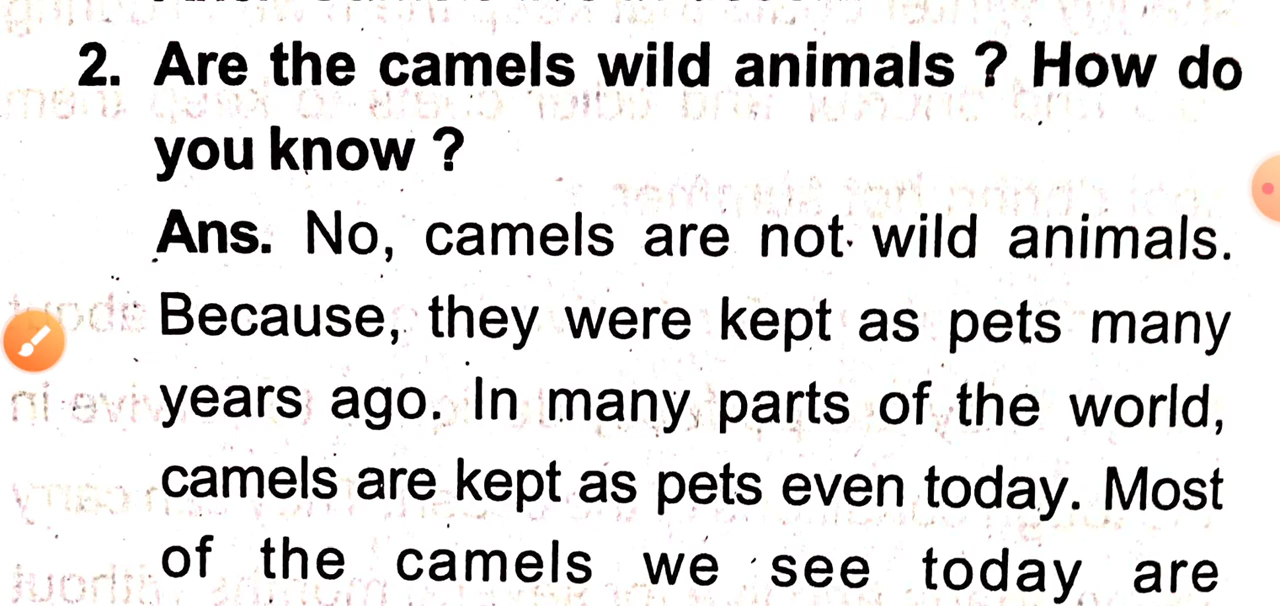 2. Are the camels wild animals ? How do
you know ?
Ans. No, camels are not wild animals.
Because, they were kept as pets many
years ago. In many parts of the world,
camels are kept as pets even today. Most
of the camels we see today are